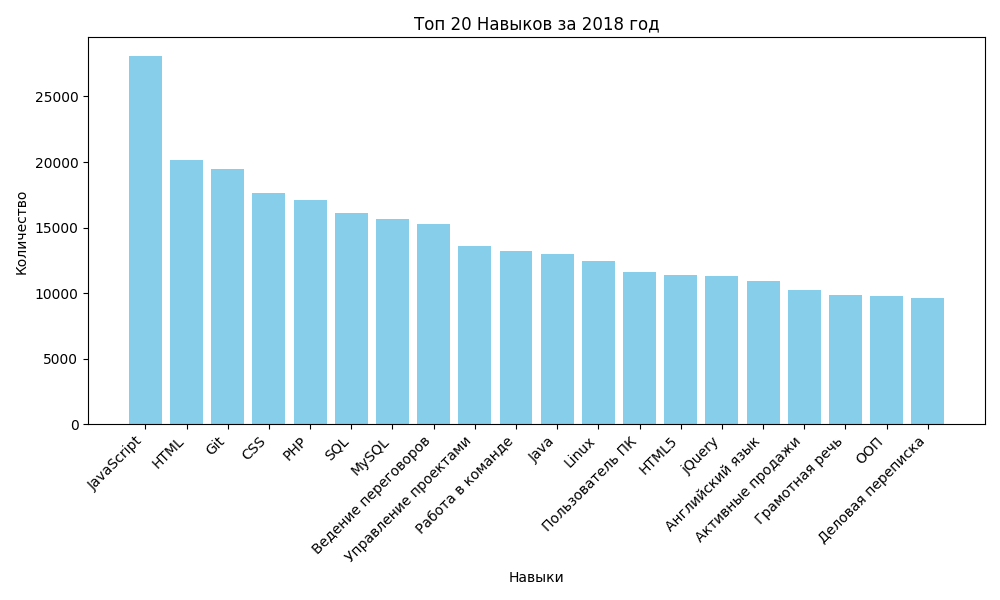 Топ 20 Навыков за 2018 год
Количество
25000
20000
15000
10000
5000
0
JavaScript
HTML
Git
CSS
PHP
SQL
MySQL
Ведение переговоров
Управление проектами
Работа в команде
Java
Linux
Пользователь ПК
HTML5
jQuery
Английский язык
Активные продажи
Грамотная речь
ООП
Деловая переписка
Навыки